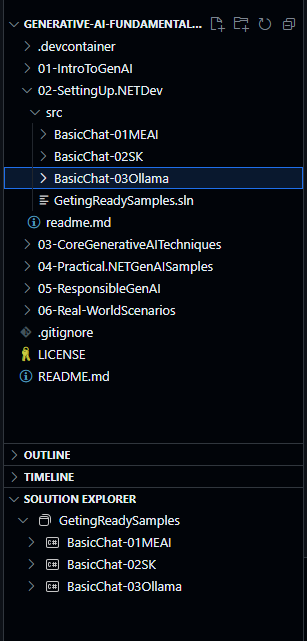 GENERATIVE-AI-FUNDAMENTAL...
.devcontainer
01-IntroToGenAI
02-SettingUp.NETDev
src
BasicChat-01MEAI
BasicChat-02SK
BasicChat-03Ollama
GetingReadySamples.sln
readme.md
03-CoreGenerativeAITechniques
04-Practical.NETGenAISamples
05-ResponsibleGenAI
06-Real-WorldScenarios
.gitignore
LICENSE
README.md
OUTLINE
TIMELINE
SOLUTION EXPLORER
GetingReadySamples
C# BasicChat-01MEAI
C# BasicChat-02SK
C# BasicChat-03Ollama